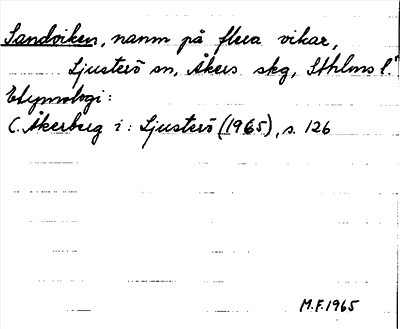 Sandviken, namn på flera vikar,
Ljusterö sn, Åkers skg, Sthlms l.
Etymologi:
C. Åkerberg i: Ljusterö (1965), s. 126
M.F. 1965